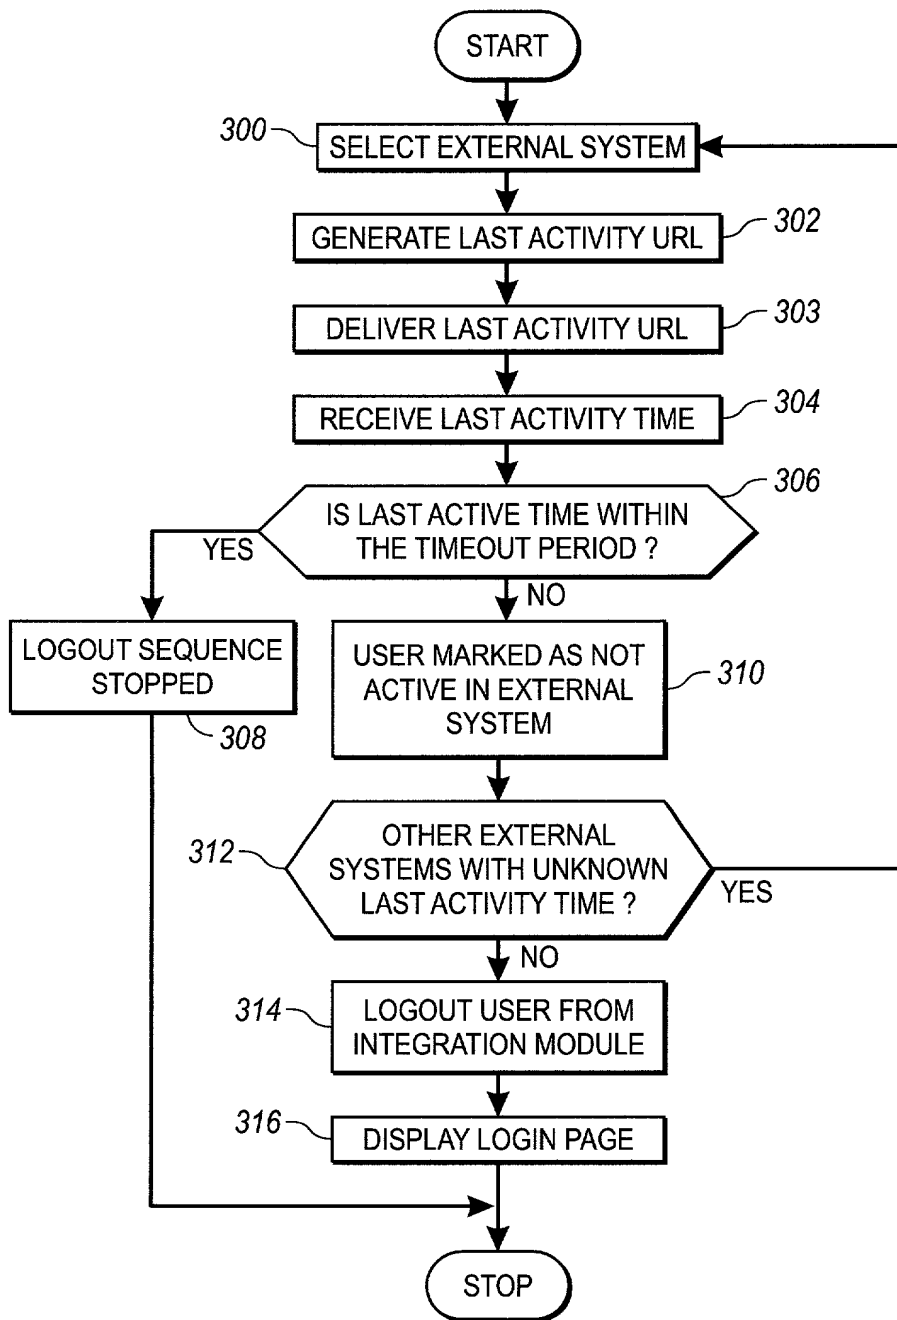 START
300
SELECT EXTERNAL SYSTEM
GENERATE LAST ACTIVITY URL
302
DELIVER LAST ACTIVITY URL
303
RECEIVE LAST ACTIVITY TIME
304
306
IS LAST ACTIVE TIME WITHIN
THE TIMEOUT PERIOD ?
YES
NO
LOGOUT SEQUENCE
STOPPED
308
USER MARKED AS NOT
ACTIVE IN EXTERNAL
SYSTEM
310
312
OTHER EXTERNAL
SYSTEMS WITH UNKNOWN
LAST ACTIVITY TIME ?
YES
NO
314
LOGOUT USER FROM
INTEGRATION MODULE
316
DISPLAY LOGIN PAGE
STOP